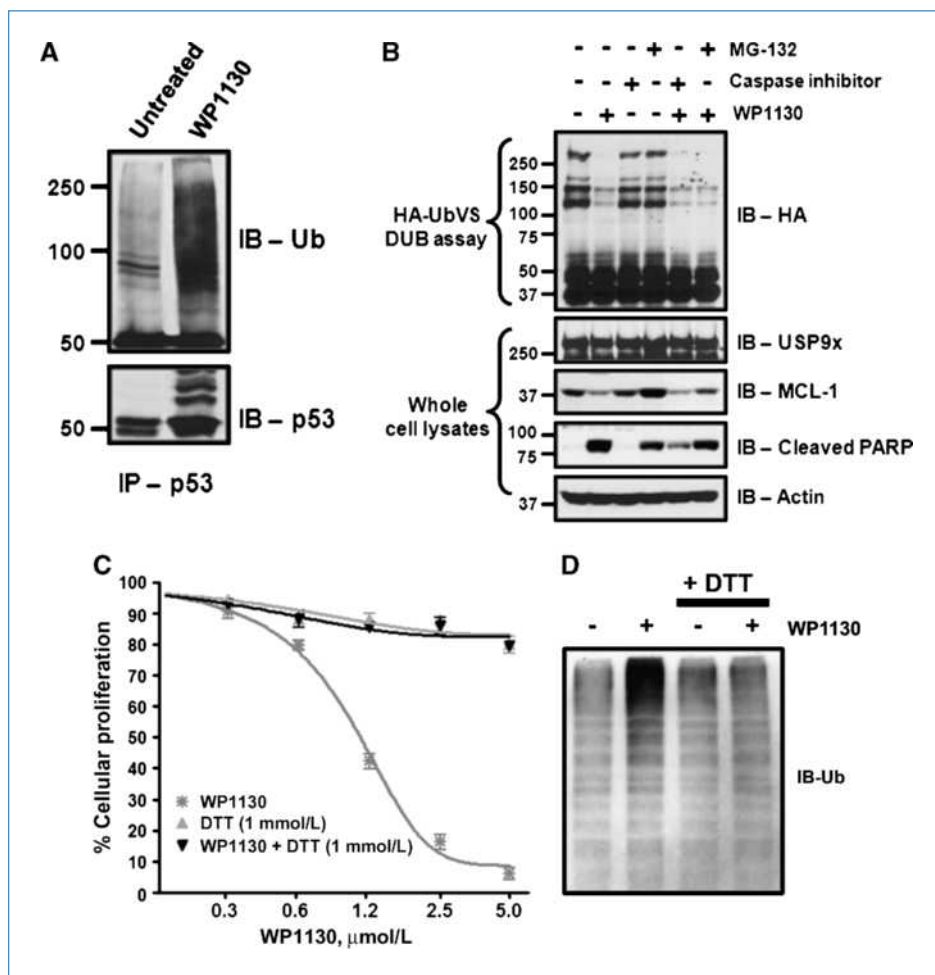 A
Untreated
WP1130
250
100
50
IB – Ub
50
IB – p53
IP – p53
B
- - - + - + MG-132
- - + - + - Caspase inhibitor
- + - - + + WP1130
HA-UbVS
DUB assay
250
150
100
75
50
37
IB – HA
Whole
cell lysates
250
IB – USP9x
37
IB – MCL-1
100
75
IB – Cleaved PARP
37
IB – Actin
C
% Cellular proliferation
100
90
80
70
60
50
40
30
20
10
0
WP1130
DTT (1 mmol/L)
WP1130 + DTT (1 mmol/L)
0.3 0.6 1.2 2.5 5.0
WP1130, μmol/L
D
+ DTT
- + - + WP1130
IB-Ub